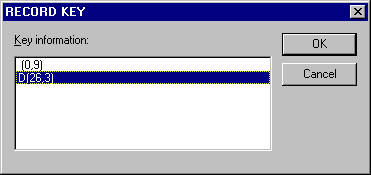 RECORD KEY
Key information:
(0,9)
D(26,3)
OK
Cancel